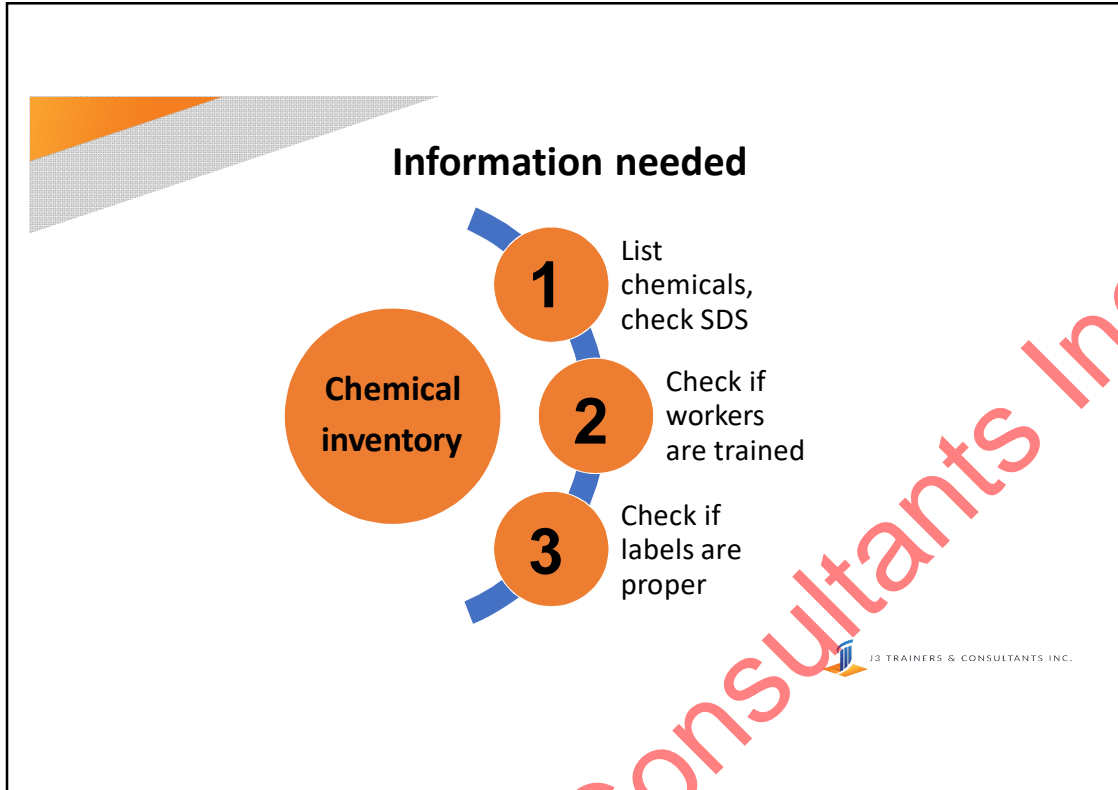 Information needed
Chemical
inventory
1
List
chemicals,
check SDS
2
Check if
workers
are trained
3
Check if
labels are
proper
J3 TRAINERS & CONSULTANTS INC.
Consultants Inc